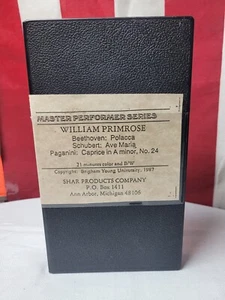 MASTER PERFORMER SERIES
WILLIAM PRIMROSE
Beethoven: Polacca
Schubert: Ave Maria
Paganini: Caprice in A minor, No. 24
21 minutes color and B/W
Copyright: Brigham Young University, 1987
SHAR PRODUCTS COMPANY
P.O. Box 1411
Ann Arbor, Michigan 48106